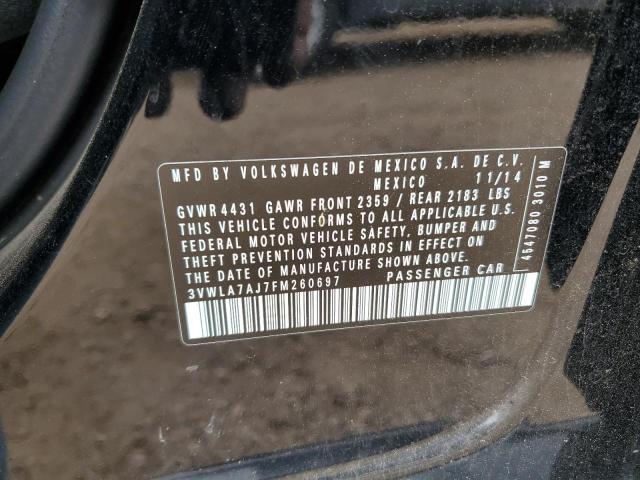 MFD BY VOLKSWAGEN DE MEXICO S.A. DE C.V.
MEXICO 11/14
GVWR 4431 GAWR FRONT 2359 / REAR 2183 LBS
THIS VEHICLE CONFORMS TO ALL APPLICABLE U.S.
FEDERAL MOTOR VEHICLE SAFETY, BUMPER AND
THEFT PREVENTION STANDARDS IN EFFECT ON
THE DATE OF MANUFACTURE SHOWN ABOVE.
3VWLA7AJ7FM260697 PASSENGER CAR
4547080 3010 M